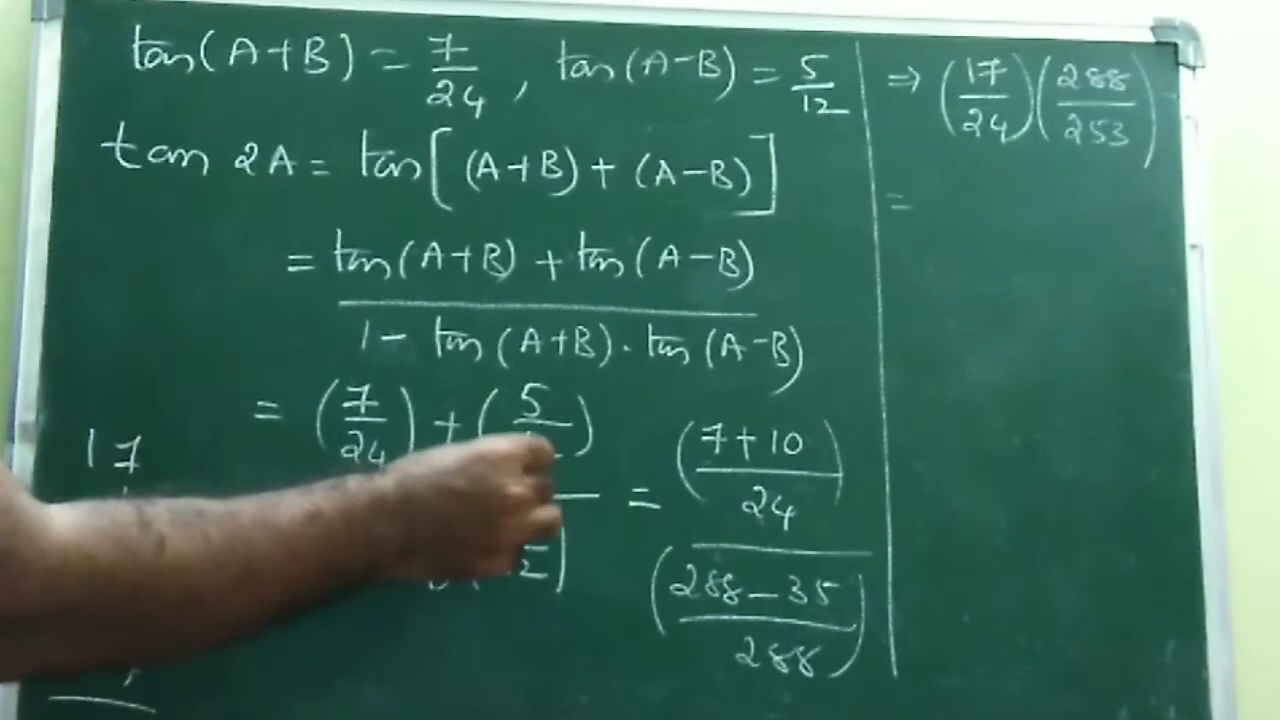 tan(A+B) = 7/24, tan(A-B) = 5/12
tan 2A = tan[(A+B)+(A-B)]
= tan(A+B) + tan(A-B)
1 - tan(A+B) . tan(A-B)
= (7/24) + (5
= (7+10/24)
(288-35/288)
17
⇒ (17/24)(288/253)
=